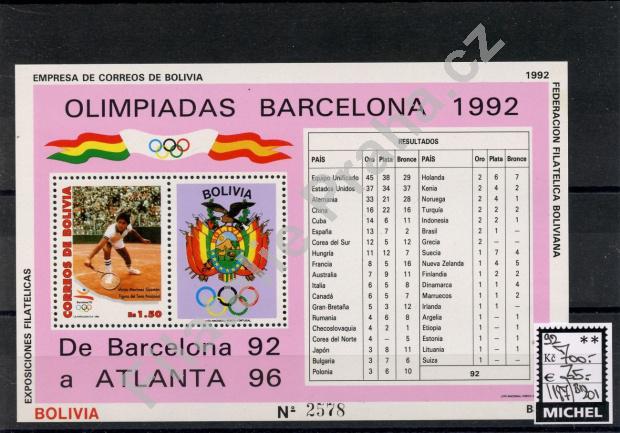 EMPRESA DE CORREOS DE BOLIVIA
1992
OLIMPIADAS BARCELONA 1992
FEDERACION FILATELICA BOLIVIANA
EXPOSICIONES FILATELICAS
CORREOS DE BOLIVIA
Bs 1.50
BOLIVIA
RESULTADOS
PAÍS Oro Plata Bronce PAÍS Oro Plata Bronce
Equipo Unificado 45 38 29 Holanda 2 6 7
Estados Unidos 37 34 37 Kenia 2 4 2
Alemania 33 21 28 Noruega 2 4 1
China 16 22 16 Turquía 2 2 2
Cuba 14 6 11 Indonesia 2 2 1
España 13 7 2 Brasil 2 1
Corea del Sur 12 5 12 Grecia 2
Hungría 11 12 7 Suecia 1 7 4
Francia 8 5 16 Nueva Zelanda 1 4 5
Australia 7 9 11 Finlandia 1 2 2
Italia 6 5 8 Dinamarca 1 1 4
Canadá 6 5 7 Marruecos 1 1 1
Gran Bretaña 5 3 12 Irlanda 1 1
Rumania 4 6 8 Argelia 1 1
Checoslovaquia 4 2 1 Etiopia 1 2
Corea del Norte 4 5 Estonia 1 1
Japón 3 8 11 Lituania 1 1
Bulgaria 3 7 6 Suiza 1
Polonia 3 6 10
92
De Barcelona 92
a ATLANTA 96
BOLIVIA
Nº 2578
B
92 **
Kč 700.-
€ 35.-
MICHEL
Filatelie Praha.cz